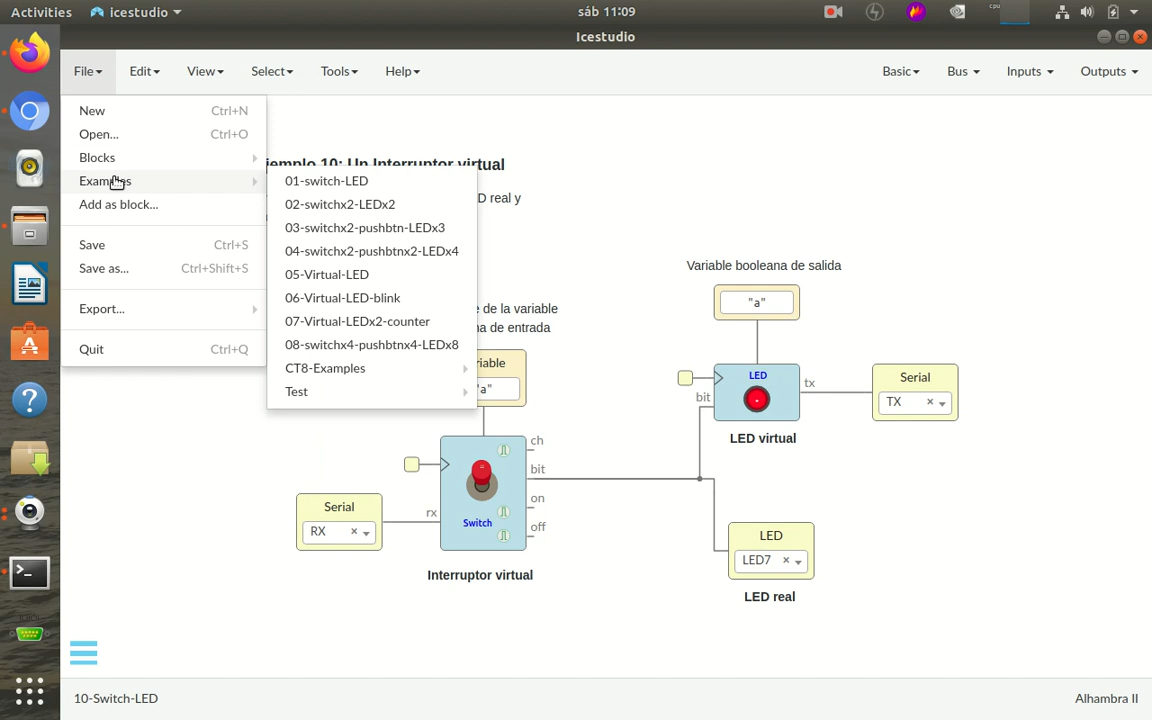 Activities icestudio sáb 11:09 cpu
Icestudio
File Edit View Select Tools Help Basic Bus Inputs Outputs
New Ctrl+N
Open... Ctrl+O
Blocks
Examples
Add as block...
Save Ctrl+S
Save as... Ctrl+Shift+S
Export...
Quit Ctrl+Q
01-switch-LED
02-switchx2-LEDx2
03-switchx2-pushbtn-LEDx3
04-switchx2-pushbtnx2-LEDx4
05-Virtual-LED
06-Virtual-LED-blink
07-Virtual-LEDx2-counter
08-switchx4-pushbtnx4-LEDx8
CT8-Examples
Test
emplo 10: Un Interruptor virtual
D real y
e de la variable
na de entrada
riable
"a"
ch
bit
on
off
rx
Switch
Serial
RX
Interruptor virtual
Variable booleana de salida
"a"
LED
bit
tx
LED virtual
Serial
TX
LED
LED7
LED real
10-Switch-LED Alhambra II